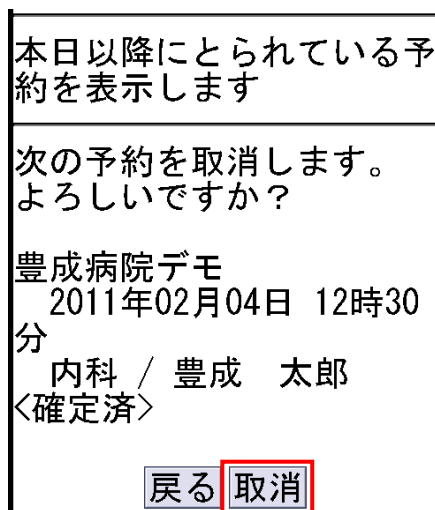 本日以降にとられている予
約を表示します
次の予約を取消します。
よろしいですか？
豊成病院デモ
　2011年02月04日 12時30
分
　内科 / 豊成　太郎
<確定済>
戻る 取消